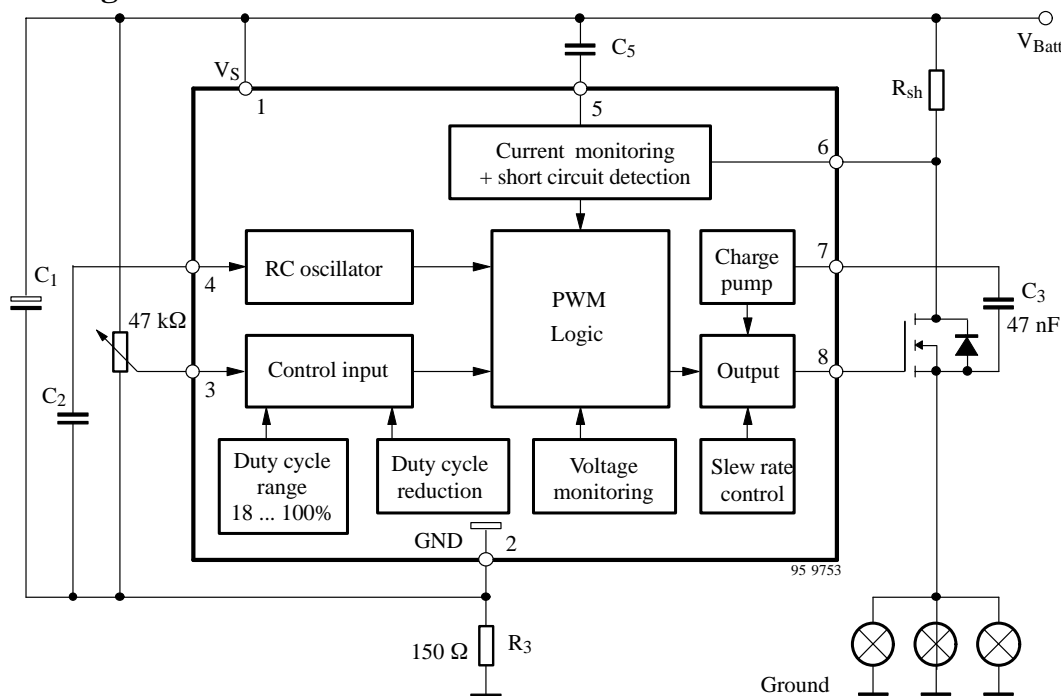 V_Batt
C5
VS
1
5
Rsh
Current monitoring
+ short circuit detection
6
RC oscillator
4
PWM
Logic
Charge
pump
7
C3
47 nF
C1
47 kΩ
Control input
3
Output
8
C2
Duty cycle
range
18 ... 100%
Duty cycle
reduction
Voltage
monitoring
Slew rate
control
GND
2
95 9753
150 Ω
R3
Ground